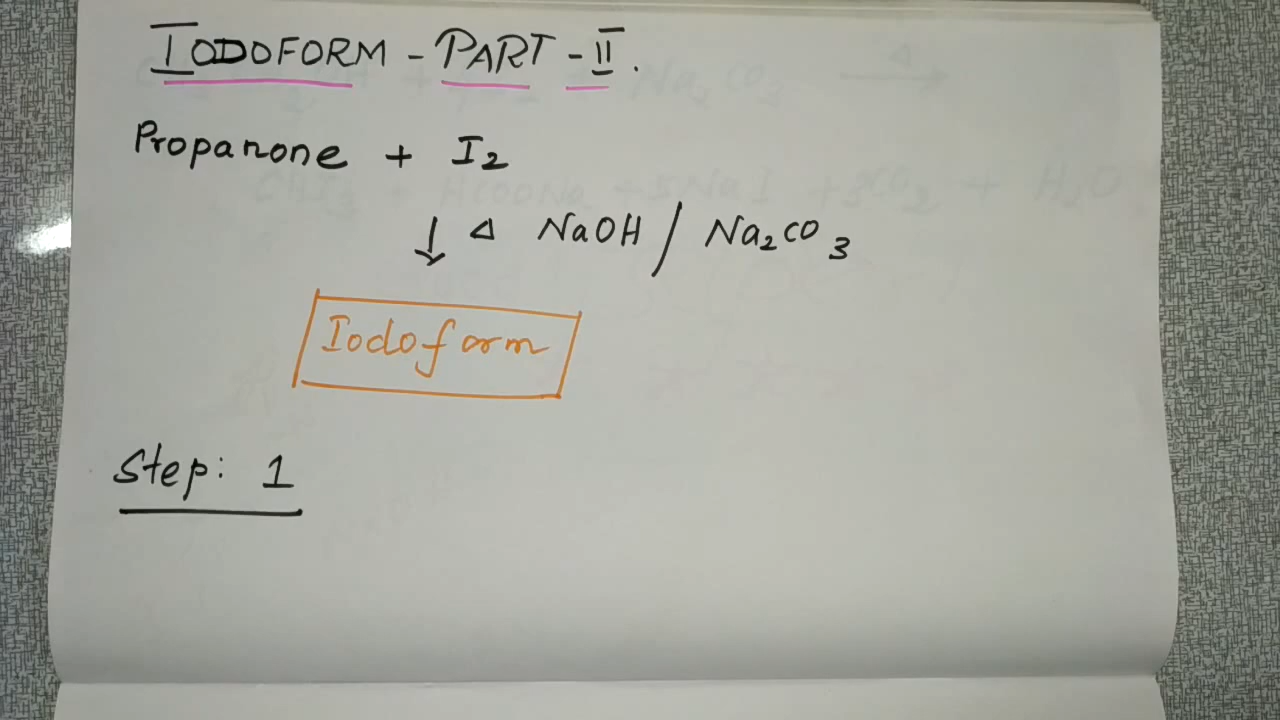 IODOFORM - PART - II.
Propanone + I2
↓ Δ NaOH / Na2CO3
Iodoform
Step: 1